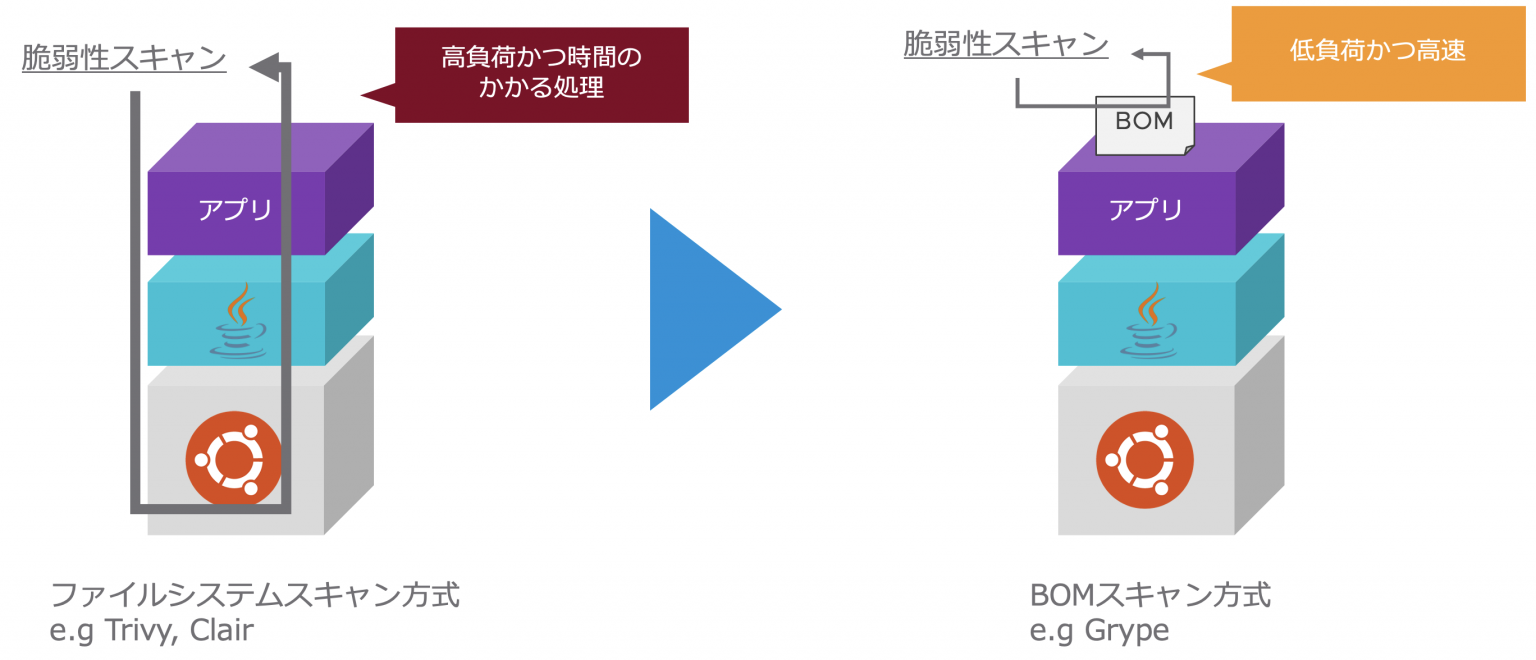 脆弱性スキャン
高負荷かつ時間の
かかる処理
アプリ
ファイルシステムスキャン方式
e.g Trivy, Clair
脆弱性スキャン
低負荷かつ高速
BOM
アプリ
BOMスキャン方式
e.g Grype